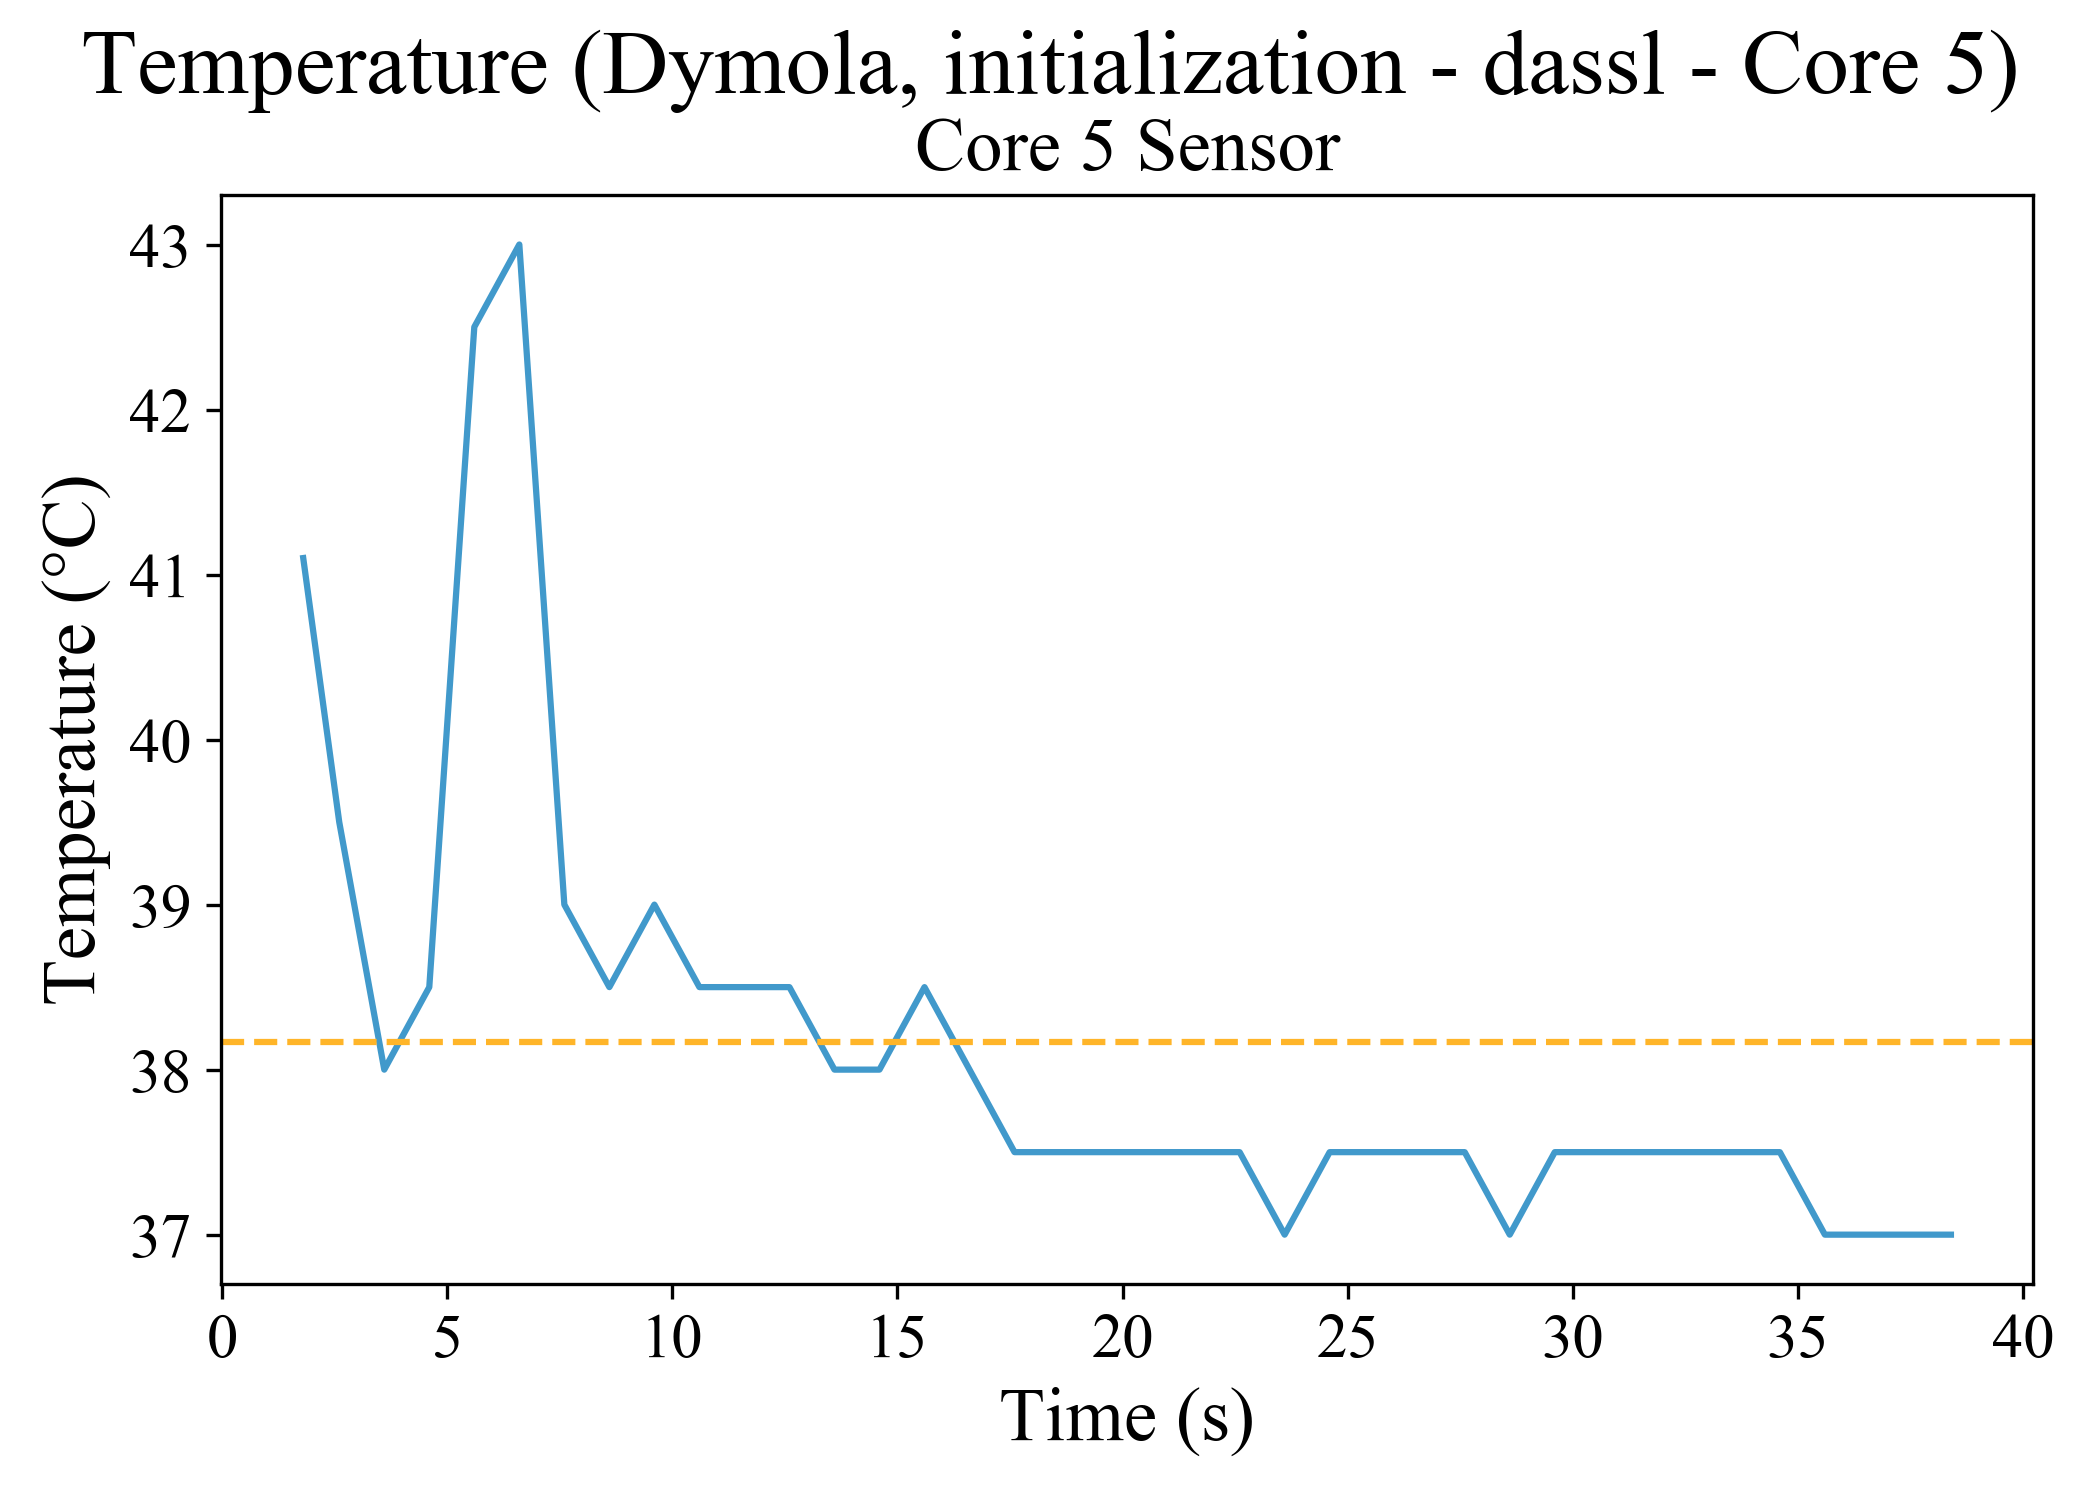 Temperature (Dymola, initialization - dassl - Core 5)
Core 5 Sensor
Temperature (°C)
43
42
41
40
39
38
37
0 5 10 15 20 25 30 35 40
Time (s)